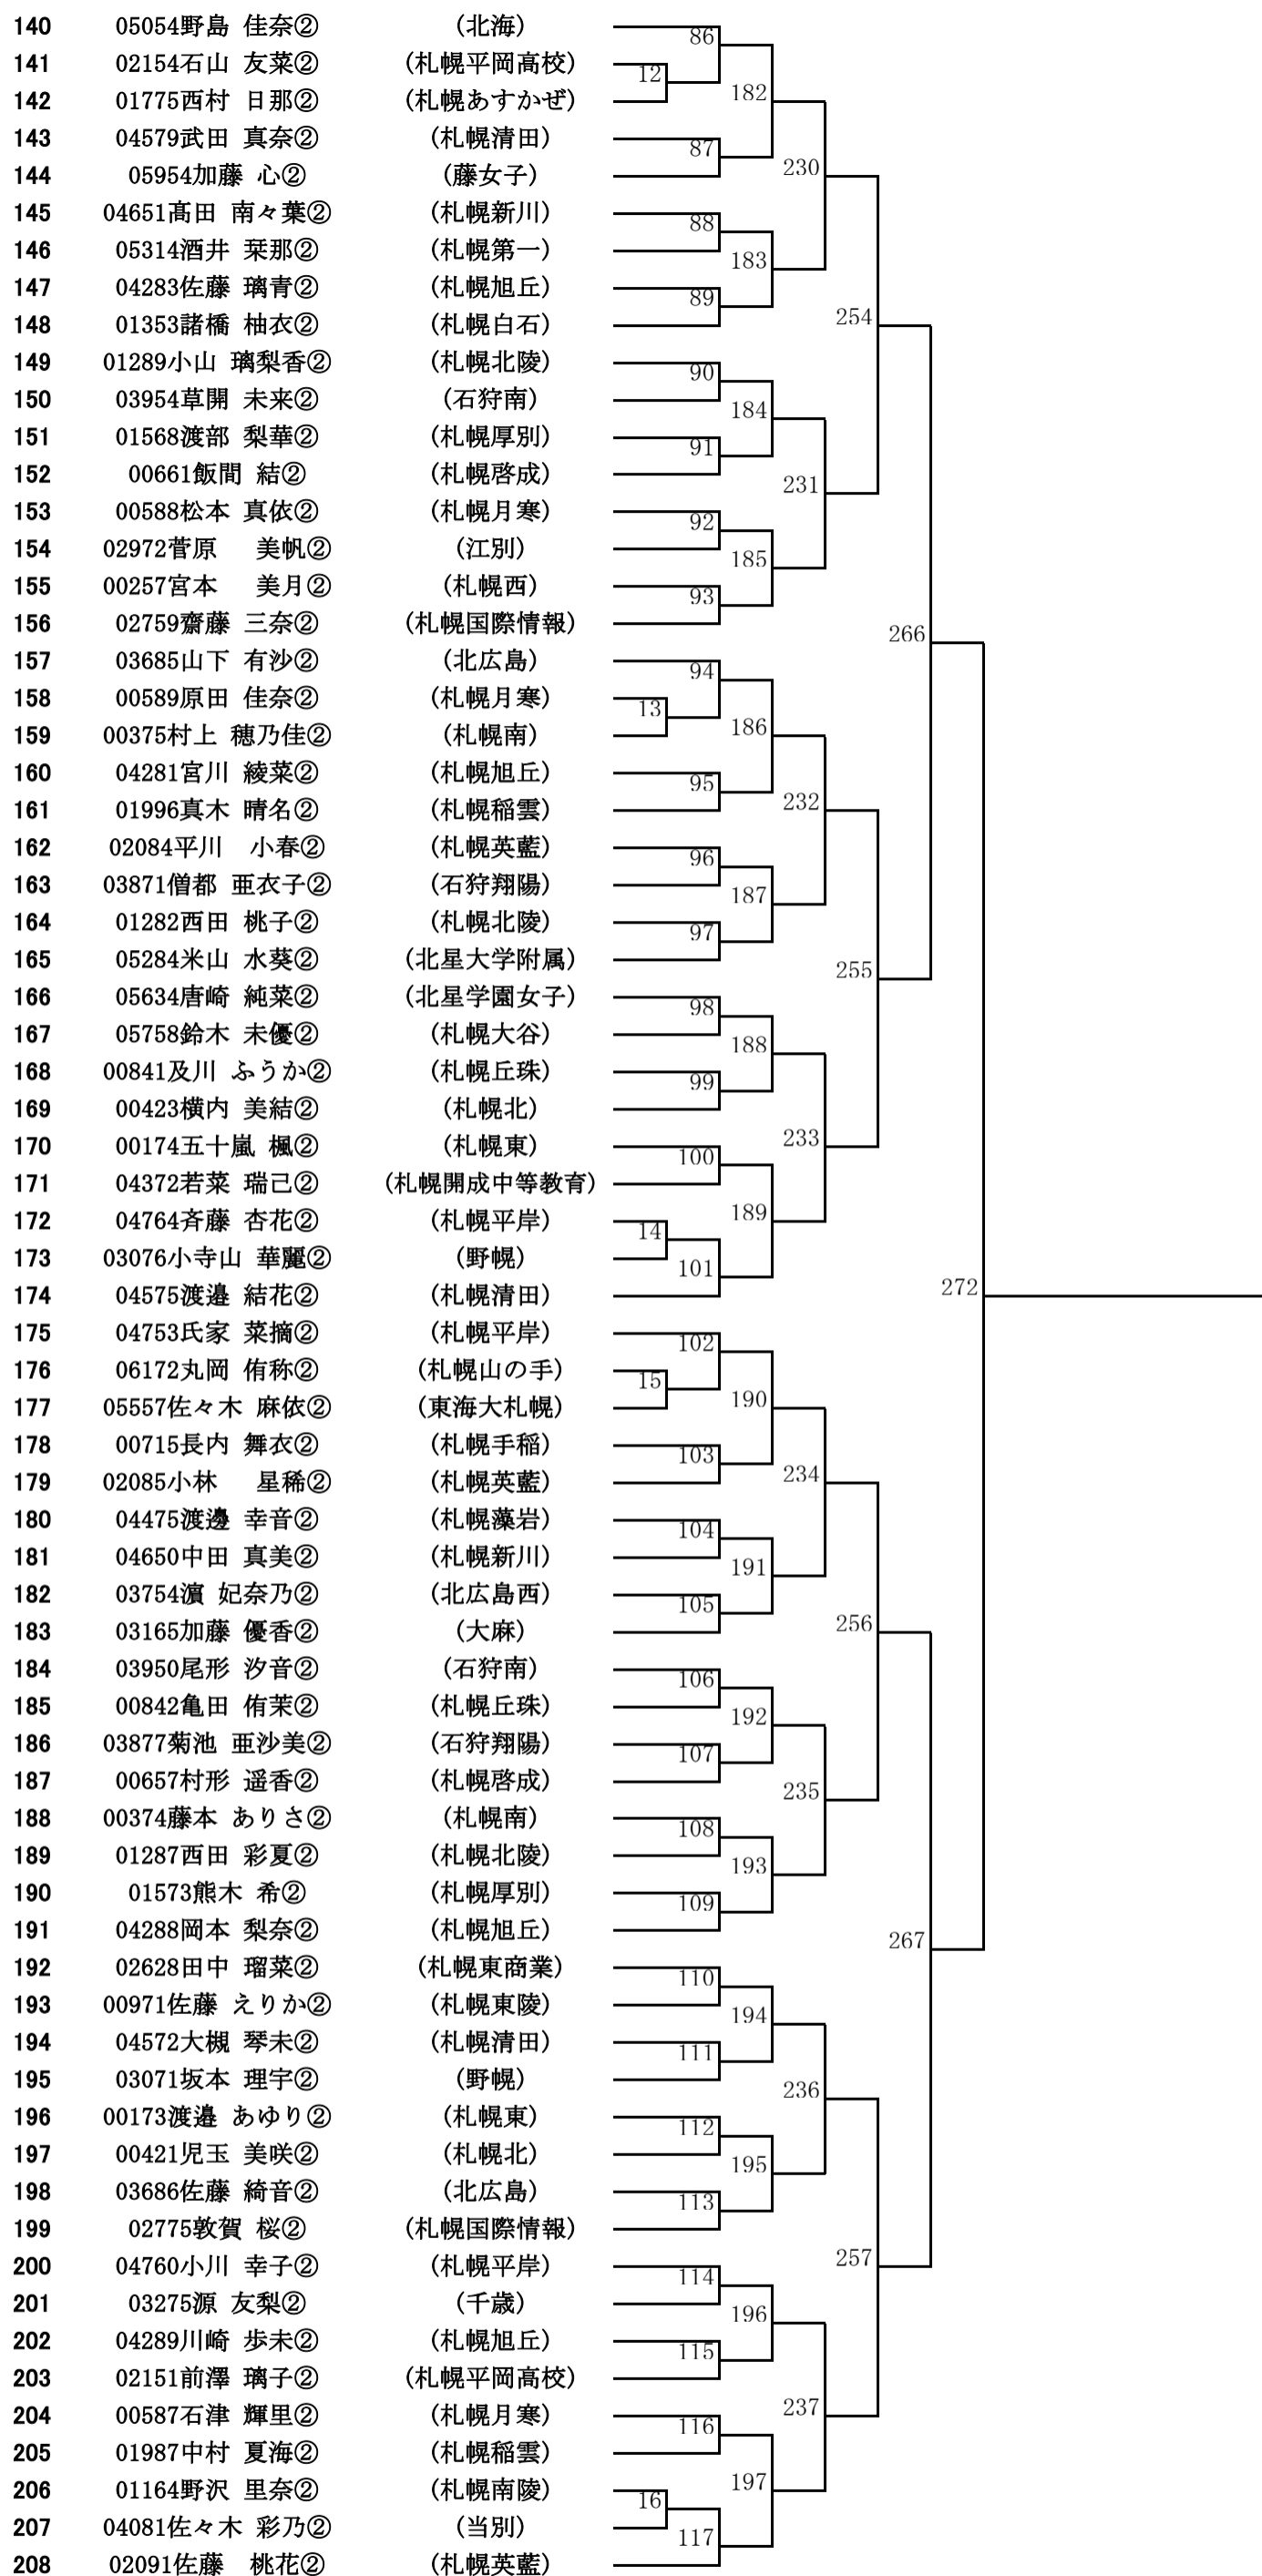 140 05054野島 佳奈② (北海)
86
141 02154石山 友菜② (札幌平岡高校)
12
142 01775西村 日那② (札幌あすかぜ)
182
143 04579武田 真奈② (札幌清田)
87
144 05954加藤 心② (藤女子)
230
145 04651髙田 南々葉② (札幌新川)
88
146 05314酒井 栞那② (札幌第一)
183
147 04283佐藤 璃青② (札幌旭丘)
89
148 01353諸橋 柚衣② (札幌白石)
254
149 01289小山 璃梨香② (札幌北陵)
90
150 03954草開 未来② (石狩南)
184
151 01568渡部 梨華② (札幌厚別)
91
152 00661飯間 結② (札幌啓成)
231
153 00588松本 真依② (札幌月寒)
92
154 02972菅原 美帆② (江別)
185
155 00257宮本 美月② (札幌西)
93
156 02759齋藤 三奈② (札幌国際情報)
266
157 03685山下 有沙② (北広島)
94
158 00589原田 佳奈② (札幌月寒)
13
159 00375村上 穂乃佳② (札幌南)
186
160 04281宮川 綾菜② (札幌旭丘)
95
161 01996真木 晴名② (札幌稲雲)
232
162 02084平川 小春② (札幌英藍)
96
163 03871僧都 亜衣子② (石狩翔陽)
187
164 01282西田 桃子② (札幌北陵)
97
165 05284米山 水葵② (北星大学附属)
255
166 05634唐崎 純菜② (北星学園女子)
98
167 05758鈴木 未優② (札幌大谷)
188
168 00841及川 ふうか② (札幌丘珠)
99
169 00423横内 美結② (札幌北)
233
170 00174五十嵐 楓② (札幌東)
100
171 04372若菜 瑞己② (札幌開成中等教育)
189
172 04764斉藤 杏花② (札幌平岸)
14
173 03076小寺山 華麗② (野幌)
101
174 04575渡邉 結花② (札幌清田)
272
175 04753氏家 菜摘② (札幌平岸)
102
176 06172丸岡 侑称② (札幌山の手)
15
177 05557佐々木 麻依② (東海大札幌)
190
178 00715長内 舞衣② (札幌手稲)
103
179 02085小林 星稀② (札幌英藍)
234
180 04475渡邊 幸音② (札幌藻岩)
104
181 04650中田 真美② (札幌新川)
191
182 03754濵 妃奈乃② (北広島西)
105
183 03165加藤 優香② (大麻)
256
184 03950尾形 汐音② (石狩南)
106
185 00842亀田 侑茉② (札幌丘珠)
192
186 03877菊池 亜沙美② (石狩翔陽)
107
187 00657村形 遥香② (札幌啓成)
235
188 00374藤本 ありさ② (札幌南)
108
189 01287西田 彩夏② (札幌北陵)
193
190 01573熊木 希② (札幌厚別)
109
191 04288岡本 梨奈② (札幌旭丘)
267
192 02628田中 瑠菜② (札幌東商業)
110
193 00971佐藤 えりか② (札幌東陵)
194
194 04572大槻 琴未② (札幌清田)
111
195 03071坂本 理宇② (野幌)
236
196 00173渡邉 あゆり② (札幌東)
112
197 00421児玉 美咲② (札幌北)
195
198 03686佐藤 綺音② (北広島)
113
199 02775敦賀 桜② (札幌国際情報)
257
200 04760小川 幸子② (札幌平岸)
114
201 03275源 友梨② (千歳)
196
202 04289川崎 歩未② (札幌旭丘)
115
203 02151前澤 璃子② (札幌平岡高校)
237
204 00587石津 輝里② (札幌月寒)
116
205 01987中村 夏海② (札幌稲雲)
197
206 01164野沢 里奈② (札幌南陵)
16
207 04081佐々木 彩乃② (当別)
117
208 02091佐藤 桃花② (札幌英藍)